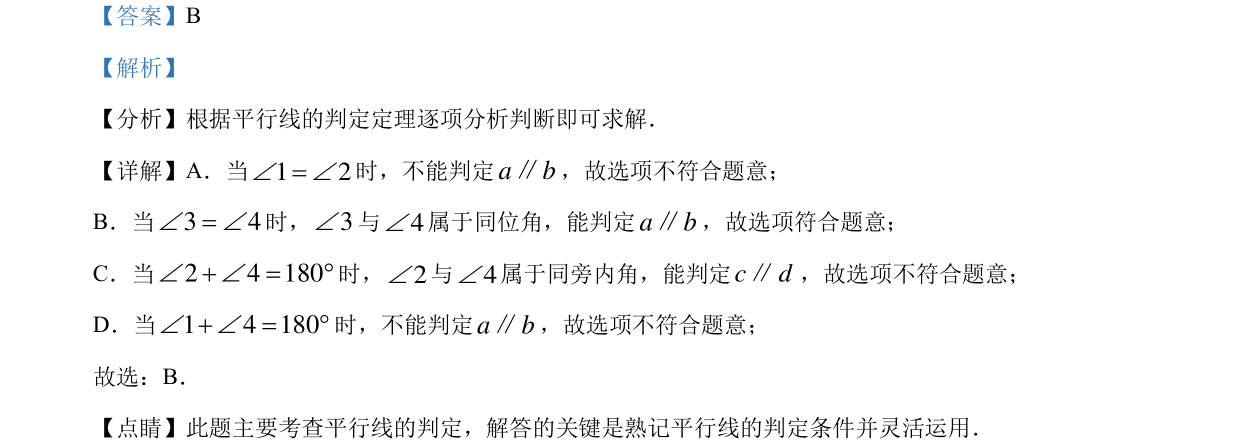 【答案】B
【解析】
【分析】根据平行线的判定定理逐项分析判断即可求解．
【详解】A．当∠1=∠2时，不能判定a∥b，故选项不符合题意；
B．当∠3=∠4时，∠3与∠4属于同位角，能判定a∥b，故选项符合题意；
C．当∠2+∠4=180°时，∠2与∠4属于同旁内角，能判定c∥d，故选项不符合题意；
D．当∠1+∠4=180°时，不能判定a∥b，故选项不符合题意；
故选：B．
【点睛】此题主要考查平行线的判定，解答的关键是熟记平行线的判定条件并灵活运用．